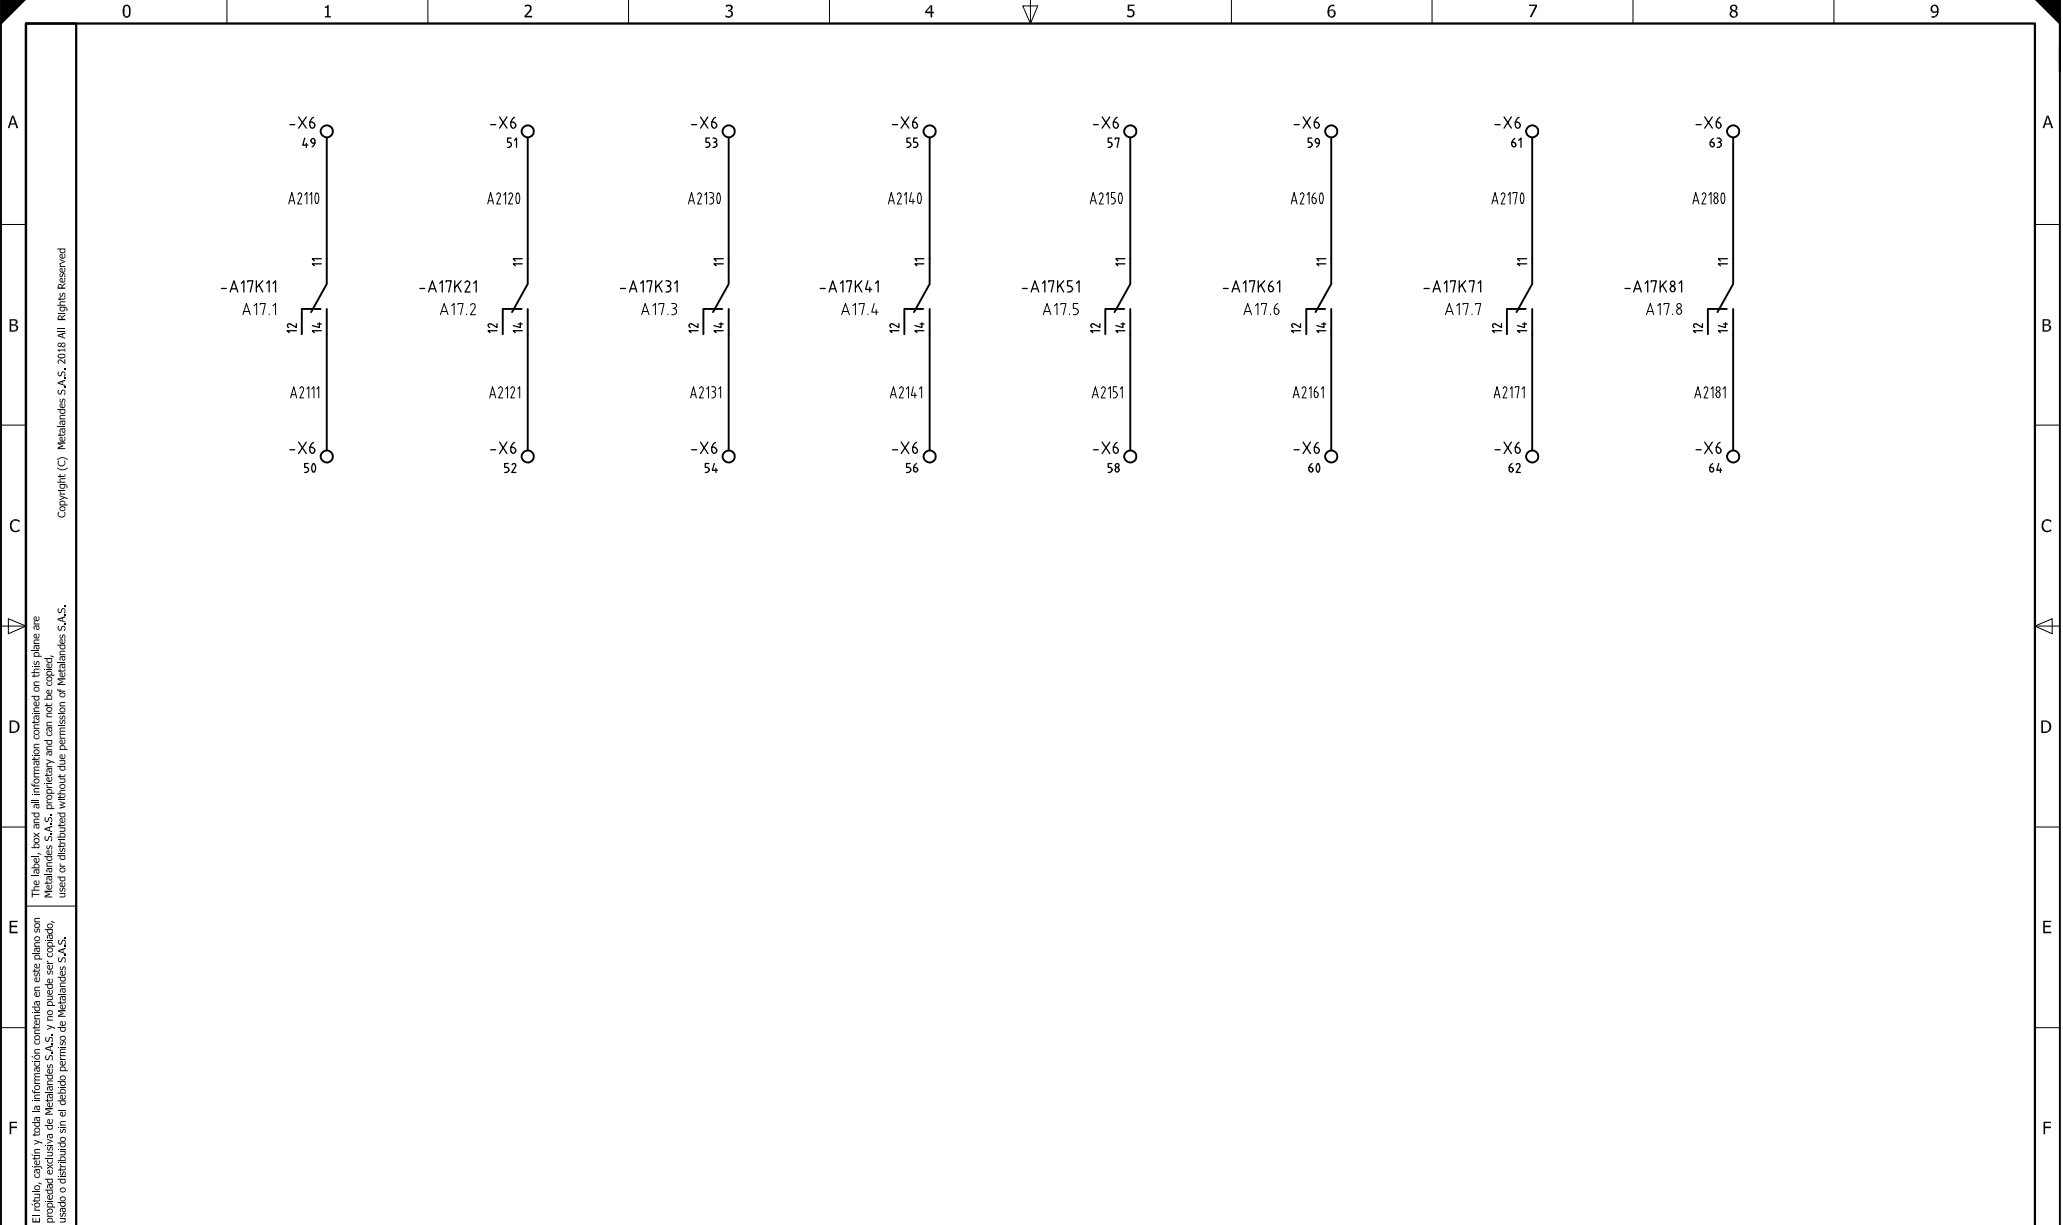 0 1 2 3 4 5 6 7 8 9
A A
-X6 -X6 -X6 -X6 -X6 -X6 -X6 -X6
49 51 53 55 57 59 61 63
A2110 A2120 A2130 A2140 A2150 A2160 A2170 A2180
11 11 11 11 11 11 11 11
-A17K11 -A17K21 -A17K31 -A17K41 -A17K51 -A17K61 -A17K71 -A17K81
A17.1 A17.2 A17.3 A17.4 A17.5 A17.6 A17.7 A17.8
B B
12 14 12 14 12 14 12 14 12 14 12 14 12 14 12 14
A2111 A2121 A2131 A2141 A2151 A2161 A2171 A2181
-X6 -X6 -X6 -X6 -X6 -X6 -X6 -X6
50 52 54 56 58 60 62 64
C C
D D
E E
F F
Copyright (C) Metalandes S.A.S. 2018 All Rights Reserved
The label, box and all information contained on this plane are
Metalandes S.A.S. proprietary and can not be copied,
used or distributed without due permission of Metalandes S.A.S.
El rótulo, cajetín y toda la información contenida en este plano son
propiedad exclusiva de Metalandes S.A.S. y no puede ser copiado,
usado o distribuido sin el debido permiso de Metalandes S.A.S.